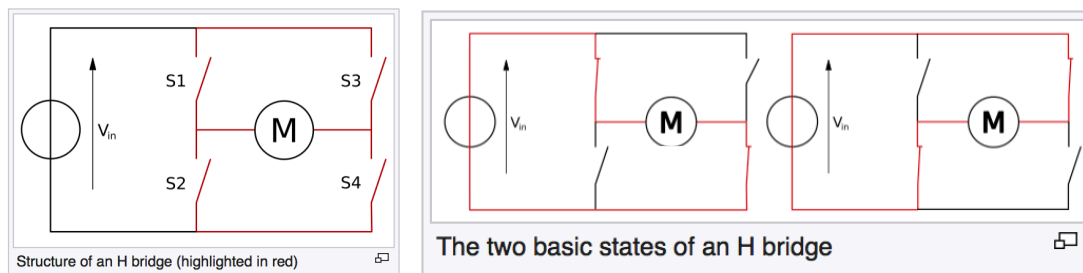 S1
S3
M
Vin
S2
S4
Structure of an H bridge (highlighted in red)
Vin
M
Vin
M
The two basic states of an H bridge